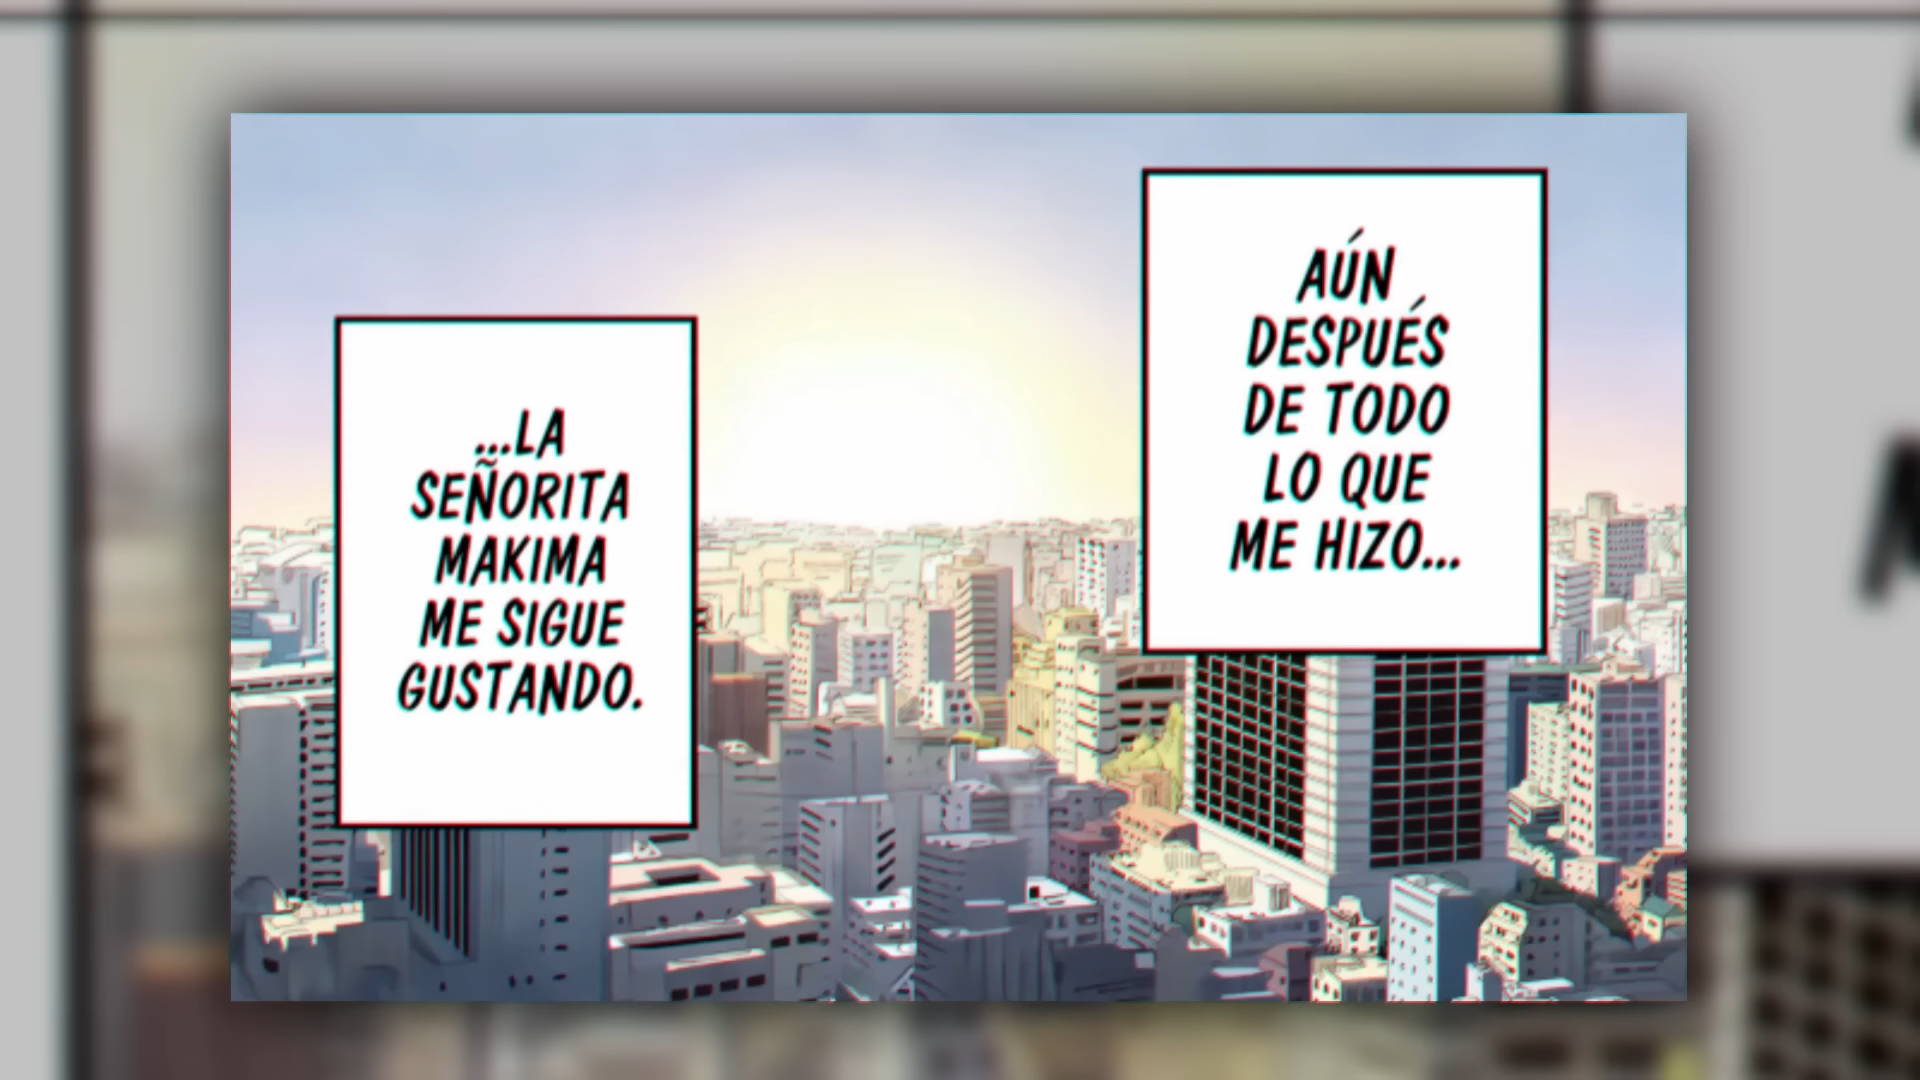 AÚN
DESPUÉS
DE TODO
LO QUE
ME HIZO...
...LA
SEÑORITA
MAKIMA
ME SIGUE
GUSTANDO.